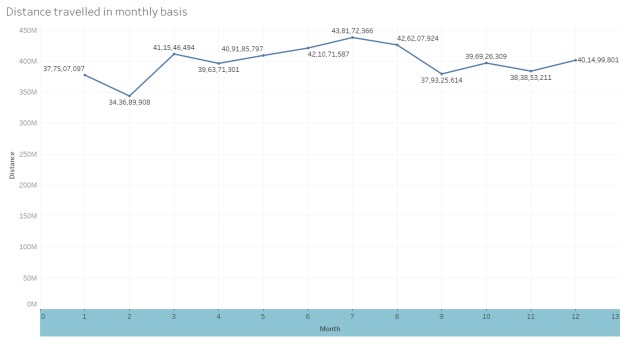 Distance travelled in monthly basis
450M
400M
350M
300M
250M
200M
150M
100M
50M
0M
Distance
37,75,07,097
34,36,89,908
41,15,46,494
39,63,71,301
40,91,85,797
42,10,71,587
43,81,72,366
42,62,07,924
37,93,25,614
39,69,26,309
38,38,53,211
40,14,99,801
0 1 2 3 4 5 6 7 8 9 10 11 12 13
Month